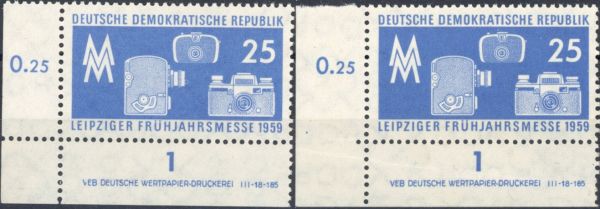 DEUTSCHE DEMOKRATISCHE REPUBLIK
MM 25
0.25
LEIPZIGER FRÜHJAHRSMESSE 1959
1
VEB DEUTSCHE WERTPAPIER-DRUCKEREI III-18-185
DEUTSCHE DEMOKRATISCHE REPUBLIK
MM 25
0.25
LEIPZIGER FRÜHJAHRSMESSE 1959
1
VEB DEUTSCHE WERTPAPIER-DRUCKEREI III-18-185